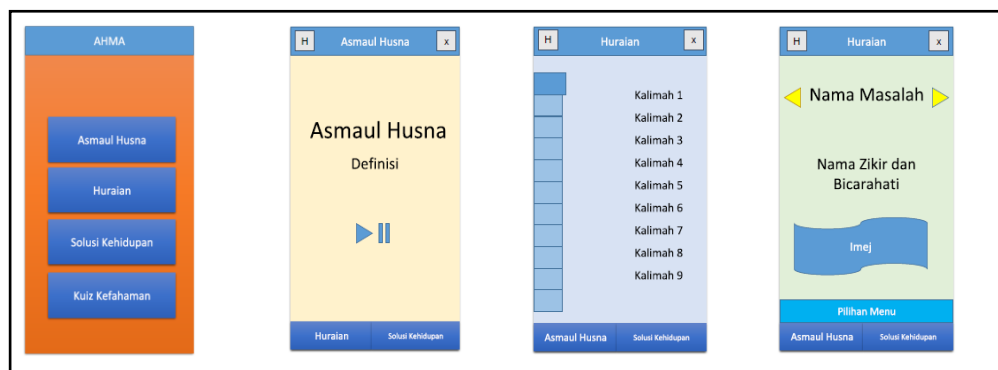 AHMA
Asmaul Husna
Huraian
Solusi Kehidupan
Kuiz Kefahaman
H
Asmaul Husna
x
Asmaul Husna
Definisi
Huraian
Solusi Kehidupan
H
Huraian
x
Kalimah 1
Kalimah 2
Kalimah 3
Kalimah 4
Kalimah 5
Kalimah 6
Kalimah 7
Kalimah 8
Kalimah 9
Asmaul Husna
Solusi Kehidupan
H
Huraian
x
Nama Masalah
Nama Zikir dan
Bicarahati
Imej
Pilihan Menu
Asmaul Husna
Solusi Kehidupan